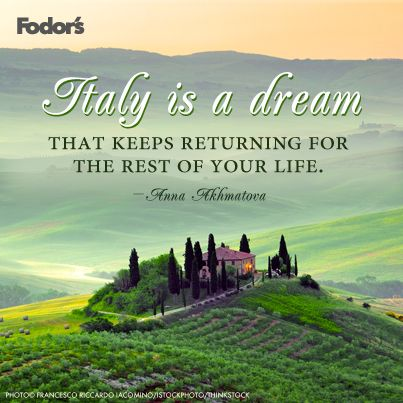 Fodor's
Italy is a dream
THAT KEEPS RETURNING FOR
THE REST OF YOUR LIFE.
—Anna Akhmatova
PHOTO© FRANCESCO RICCARDO IACOMINO/ISTOCKPHOTO/THINKSTOCK